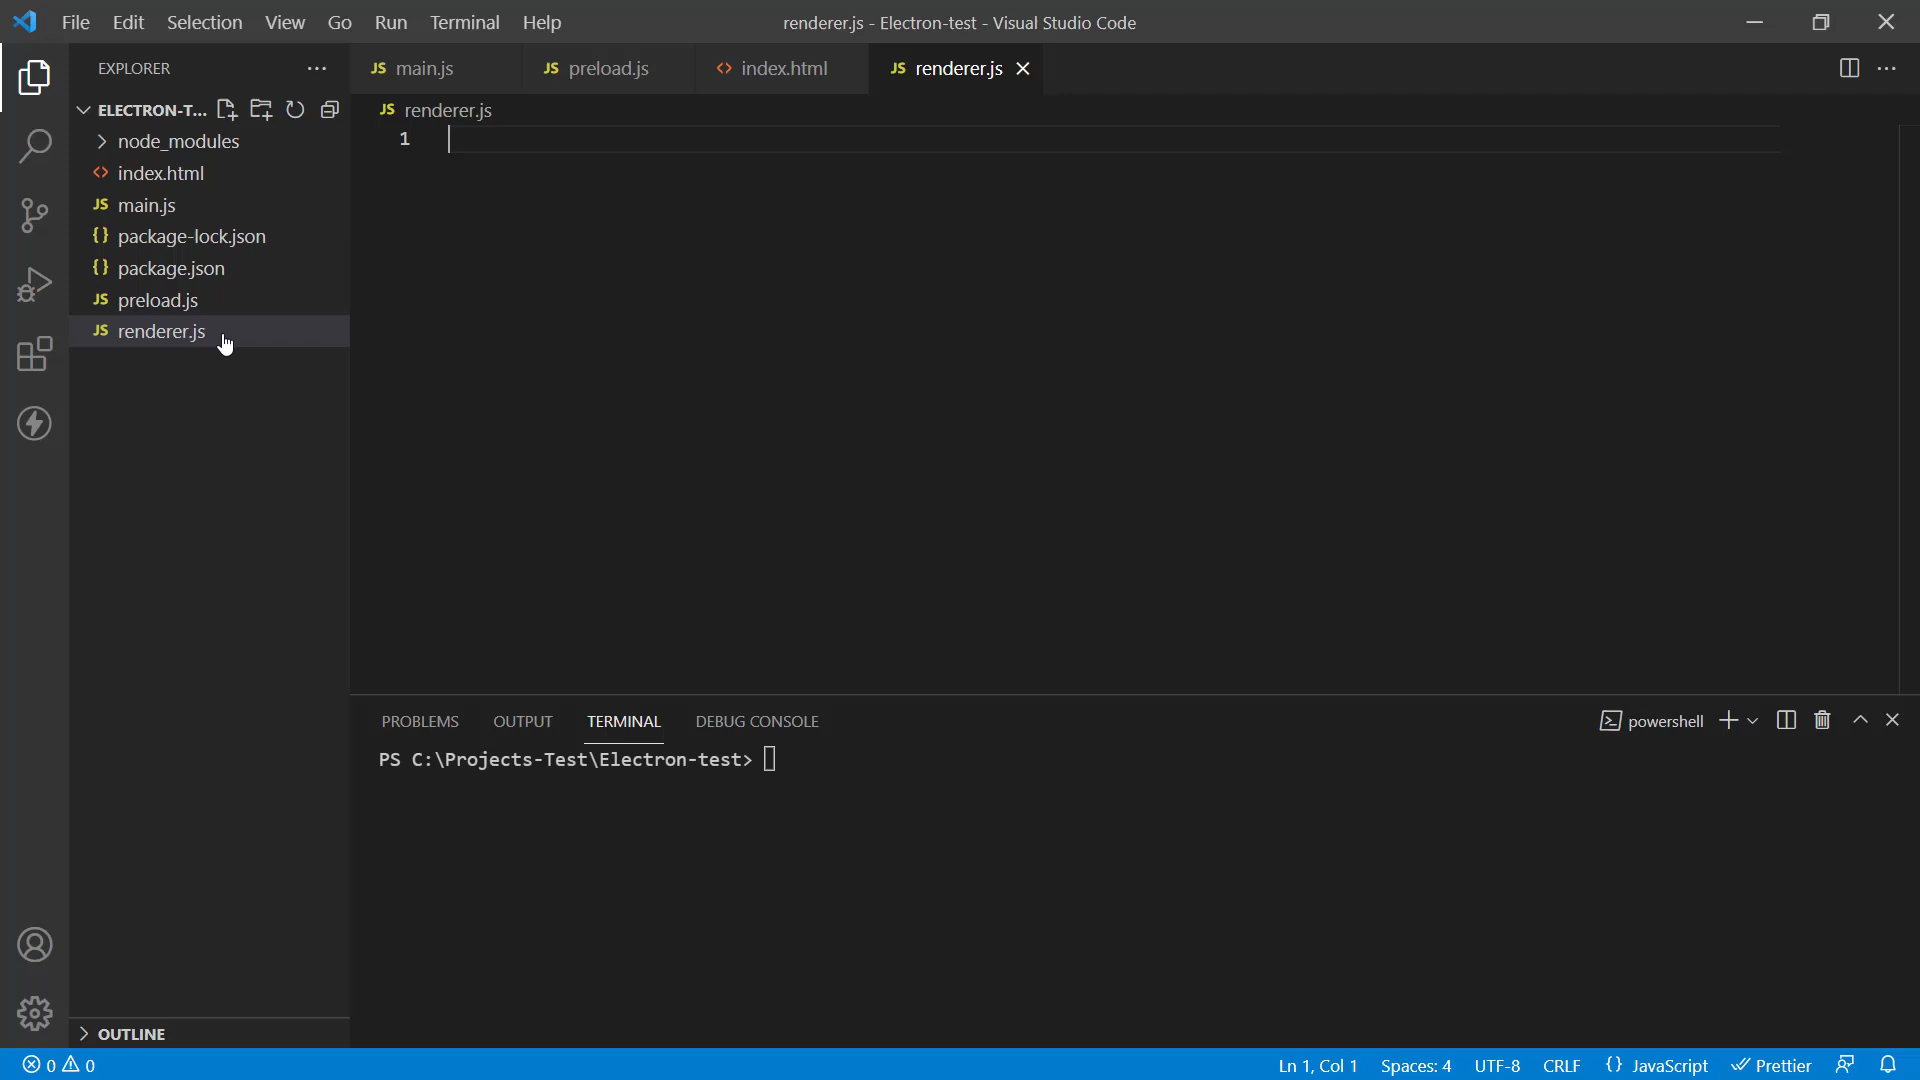 File Edit Selection View Go Run Terminal Help
renderer.js - Electron-test - Visual Studio Code
EXPLORER
JS main.js
JS preload.js
<> index.html
JS renderer.js
ELECTRON-T...
JS renderer.js
node_modules
1
<> index.html
JS main.js
{} package-lock.json
{} package.json
JS preload.js
JS renderer.js
PROBLEMS OUTPUT TERMINAL DEBUG CONSOLE
powershell
PS C:\Projects-Test\Electron-test>
OUTLINE
0 0
Ln 1, Col 1 Spaces: 4 UTF-8 CRLF {} JavaScript Prettier